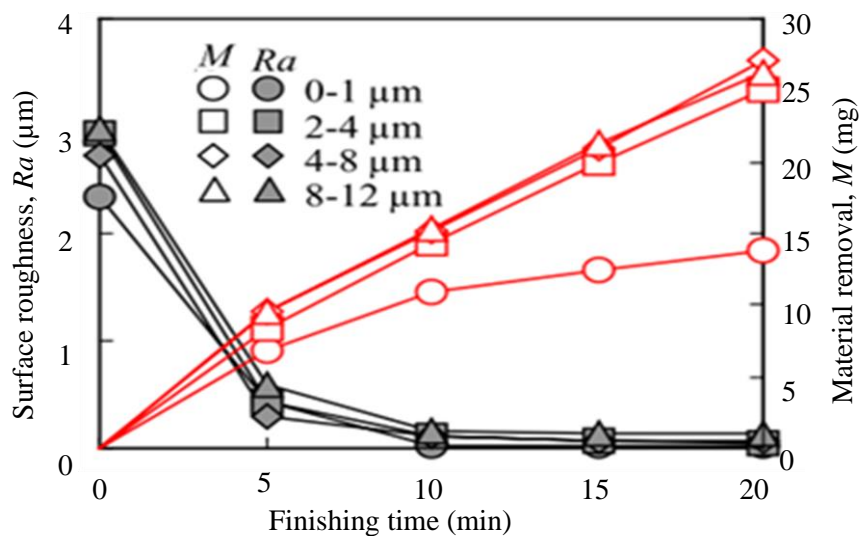 4
3
2
1
0
Surface roughness, Ra (µm)
M Ra
0-1 µm
2-4 µm
4-8 µm
8-12 µm
30
25
20
15
10
5
0
Material removal, M (mg)
0 5 10 15 20
Finishing time (min)